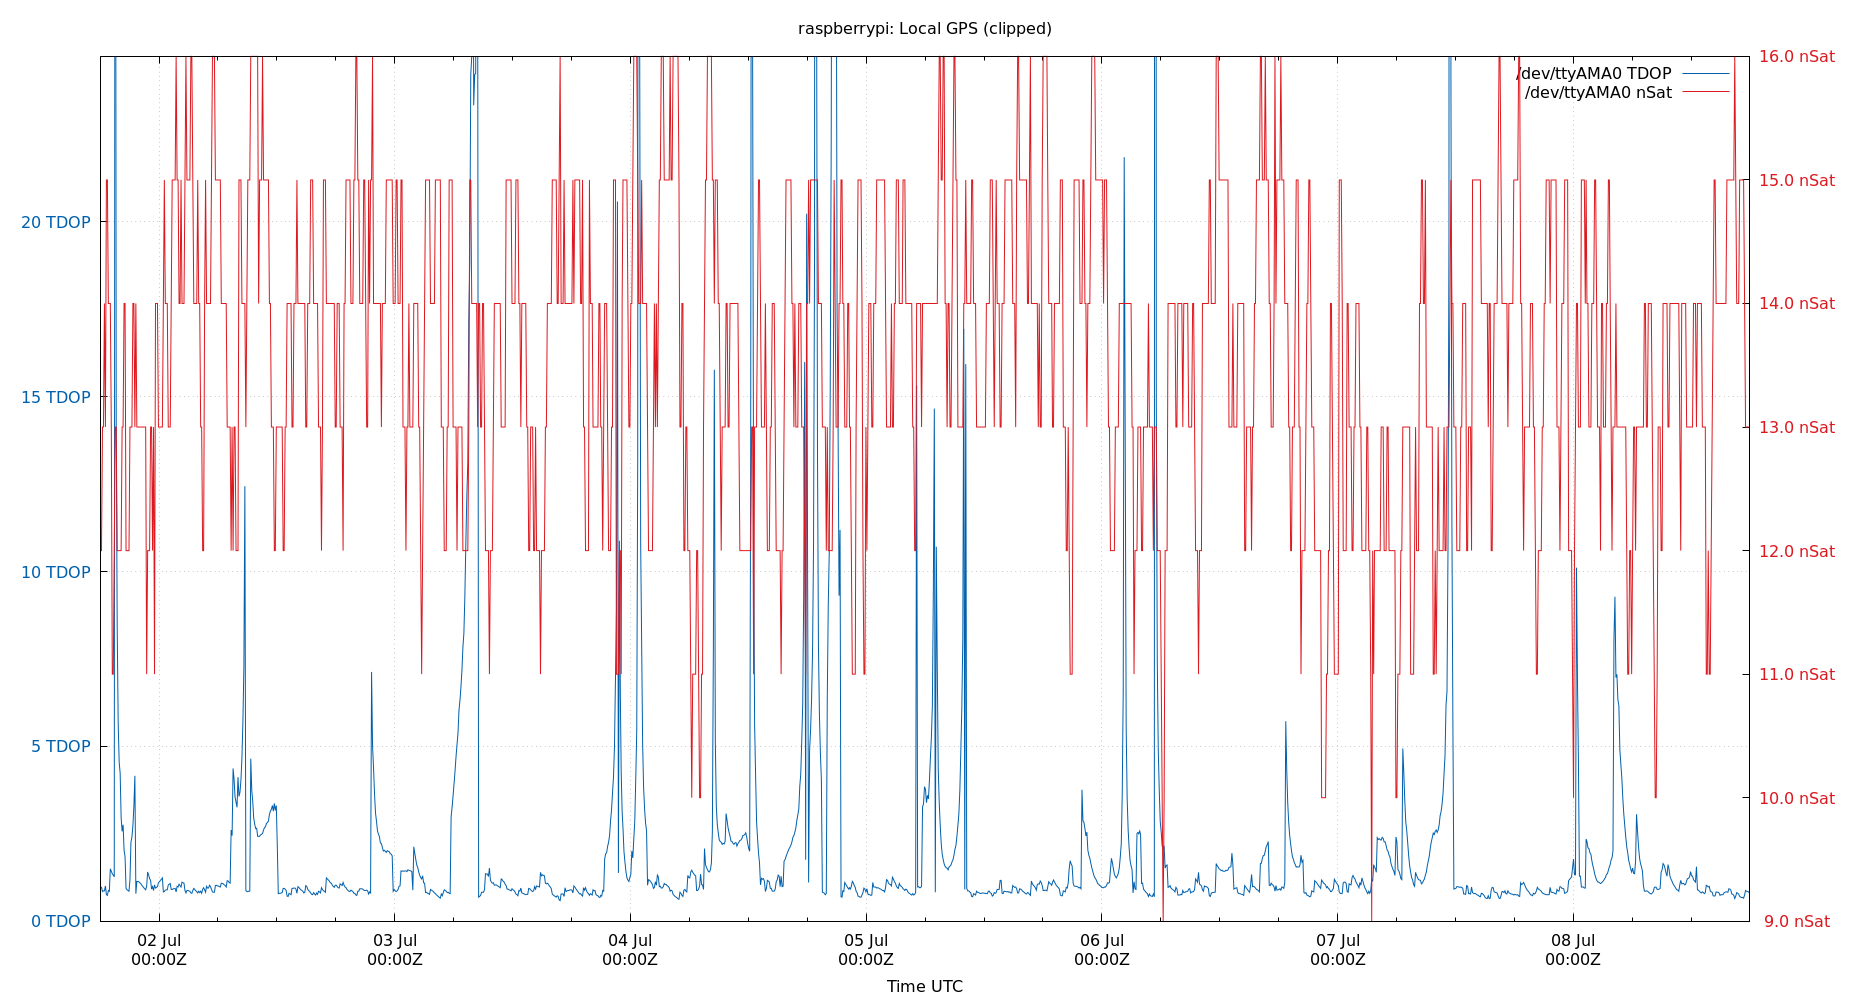 raspberrypi: Local GPS (clipped)
/dev/ttyAMA0 TDOP
/dev/ttyAMA0 nSat
20 TDOP
15 TDOP
10 TDOP
5 TDOP
0 TDOP
16.0 nSat
15.0 nSat
14.0 nSat
13.0 nSat
12.0 nSat
11.0 nSat
10.0 nSat
9.0 nSat
02 Jul
00:00Z
03 Jul
00:00Z
04 Jul
00:00Z
05 Jul
00:00Z
06 Jul
00:00Z
07 Jul
00:00Z
08 Jul
00:00Z
Time UTC